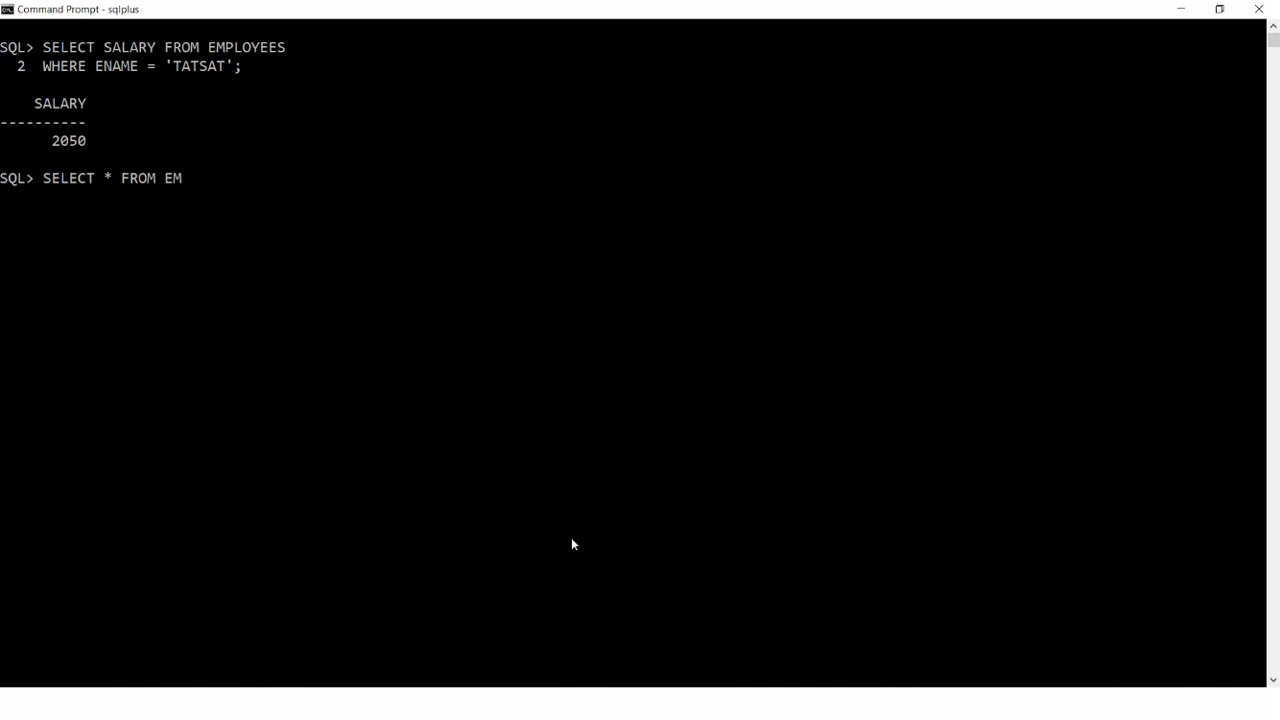 Command Prompt - sqlplus
SQL> SELECT SALARY FROM EMPLOYEES
2 WHERE ENAME = 'TATSAT';
SALARY
----------
2050
SQL> SELECT * FROM EM